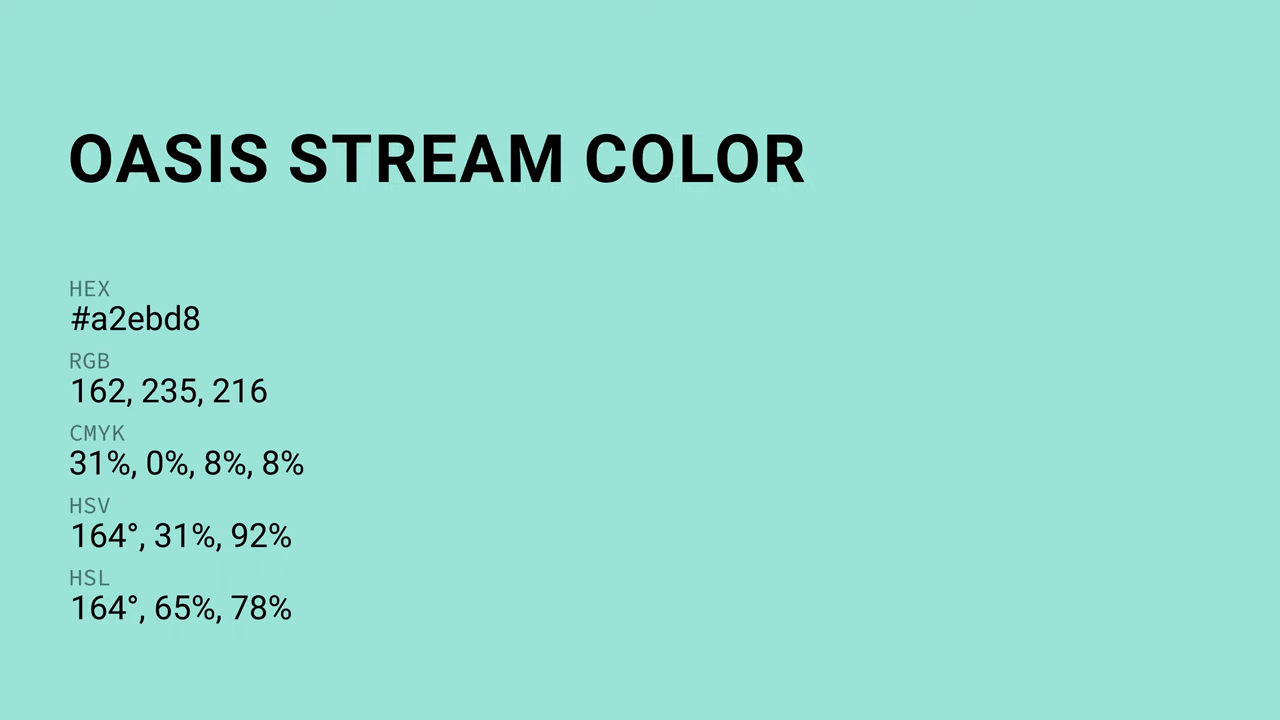 OASIS STREAM COLOR
HEX
#a2ebd8
RGB
162, 235, 216
CMYK
31%, 0%, 8%, 8%
HSV
164°, 31%, 92%
HSL
164°, 65%, 78%